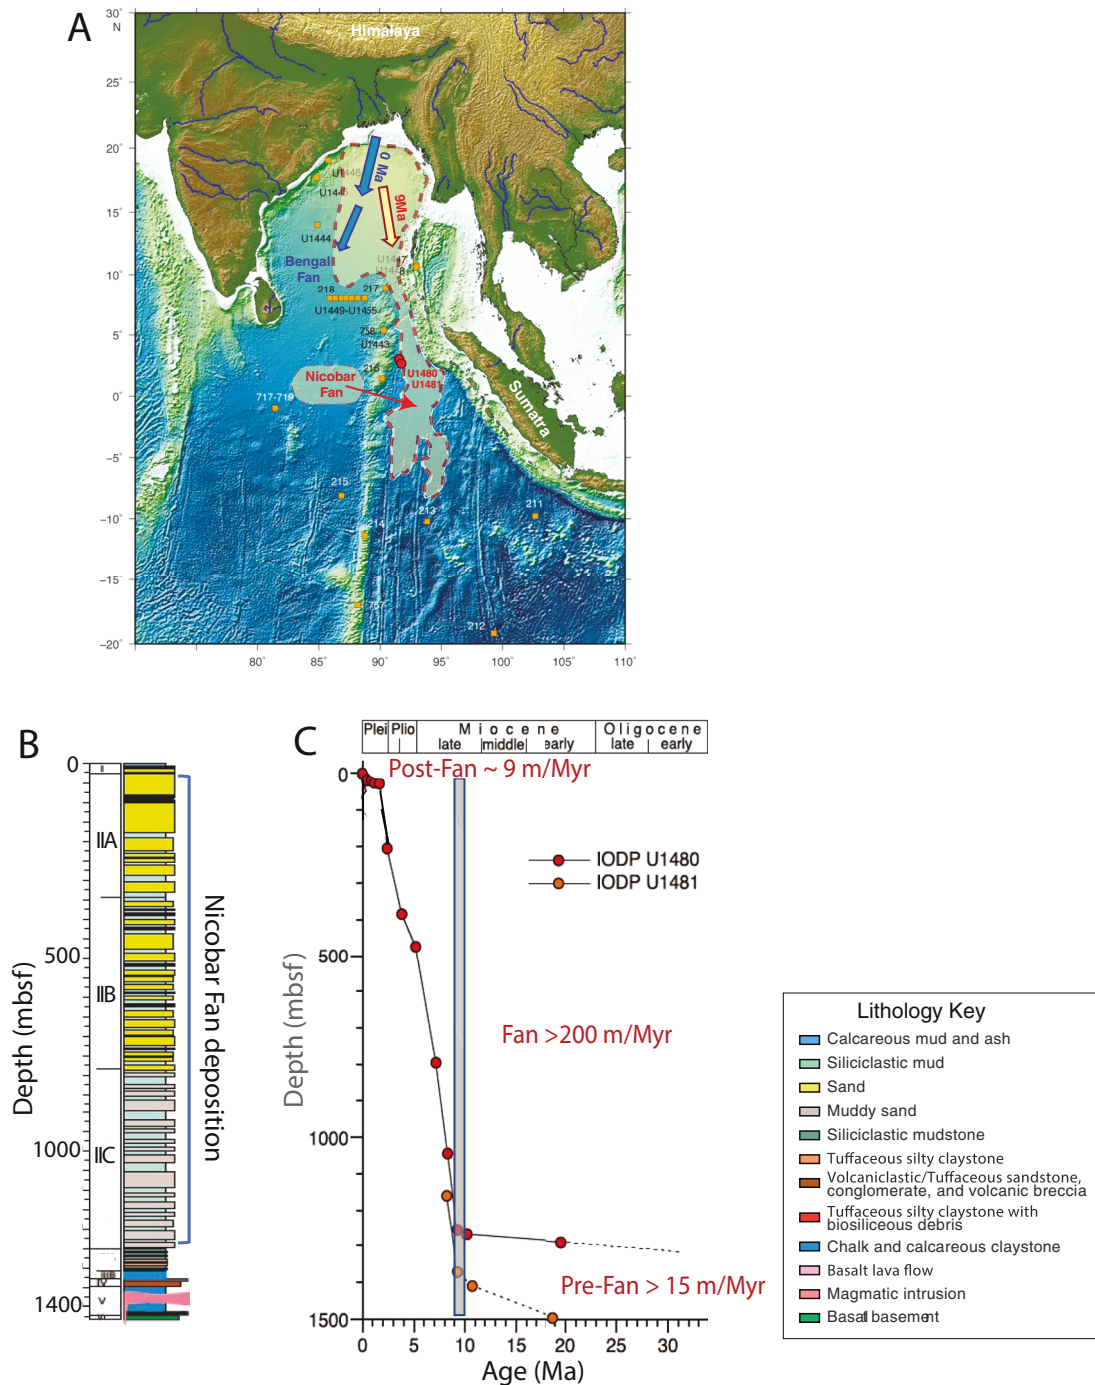 A
30°
N
25°
20°
15°
10°
5°
0°
−5°
−10°
−15°
−20°
80°
85°
90°
95°
100°
105°
110°
Himalaya
0 Ma
9Ma
U1446
U1444
Bengal
Fan
218
217
U1449-U1455
758
U1443
216
U1480
U1481
Nicobar
Fan
Sumatra
717-719
215
214
213
211
757
212
B
0
500
1000
1400
Depth (mbsf)
IIA
IIB
IIC
IIIB
IV
V
Nicobar Fan deposition
C
Plei
Plio
Miocene
Oligocene
late
middle
early
late
early
Post-Fan ~ 9 m/Myr
IODP U1480
IODP U1481
Fan >200 m/Myr
Pre-Fan > 15 m/Myr
0
500
1000
1500
Depth (mbsf)
0
5
10
15
20
25
30
Age (Ma)
Lithology Key
Calcareous mud and ash
Siliciclastic mud
Sand
Muddy sand
Siliciclastic mudstone
Tuffaceous silty claystone
Volcaniclastic/Tuffaceous sandstone,
conglomerate, and volcanic breccia
Tuffaceous silty claystone with
biosiliceous debris
Chalk and calcareous claystone
Basalt lava flow
Magmatic intrusion
Basalt basement